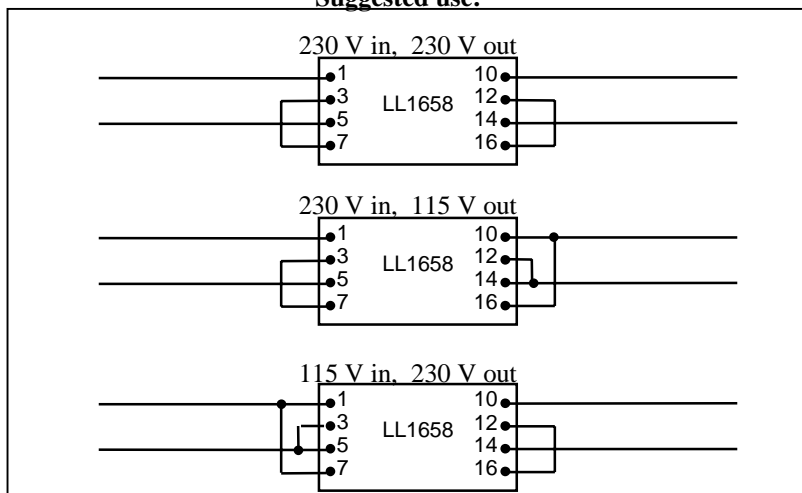 Suggested use:
230 V in, 230 V out
1 10
3 12
LL1658
5 14
7 16
230 V in, 115 V out
1 10
3 12
LL1658
5 14
7 16
115 V in, 230 V out
1 10
3 12
LL1658
5 14
7 16